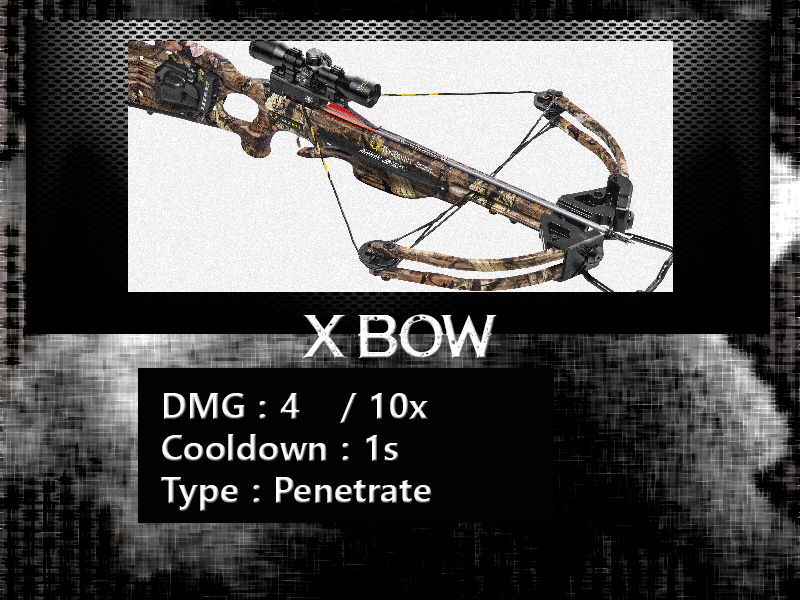 X BOW
DMG : 4 / 10x
Cooldown : 1s
Type : Penetrate